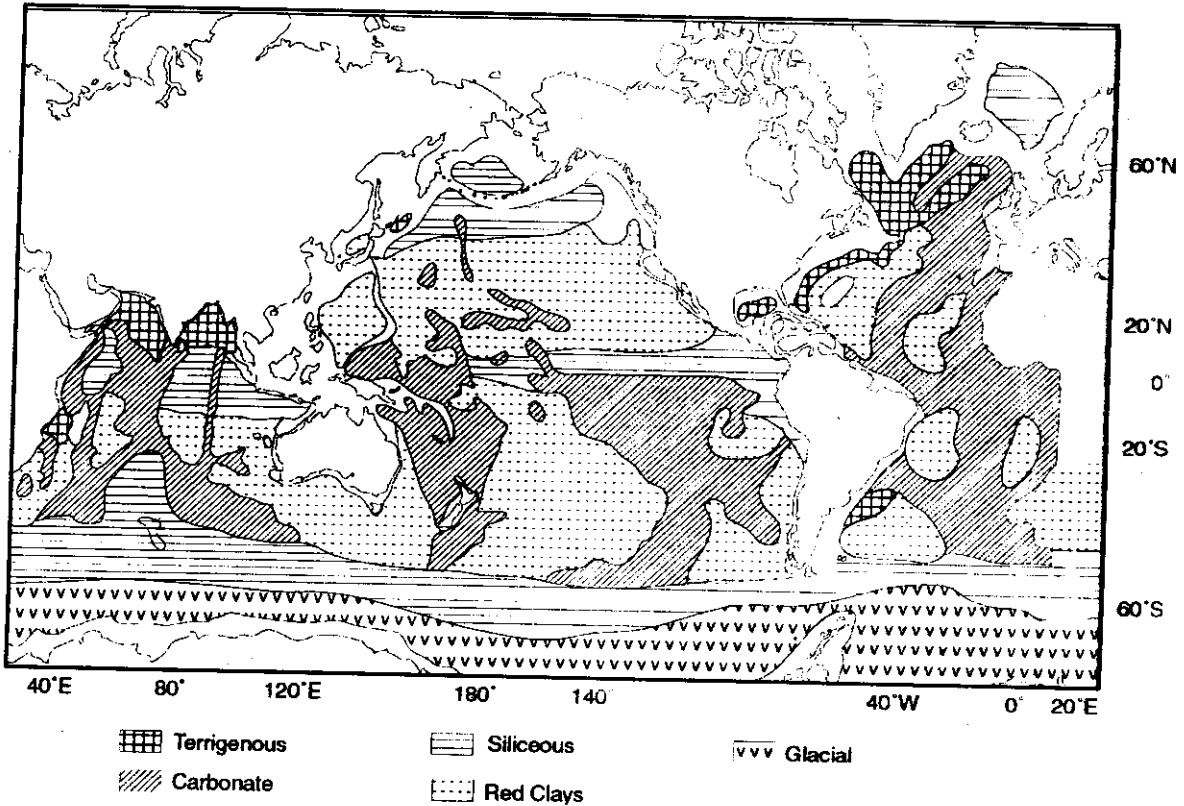 60°N
20°N
0°
20°S
60°S
40°E 80° 120°E 180° 140° 40°W 0° 20°E
Terrigenous Siliceous Glacial
Carbonate Red Clays